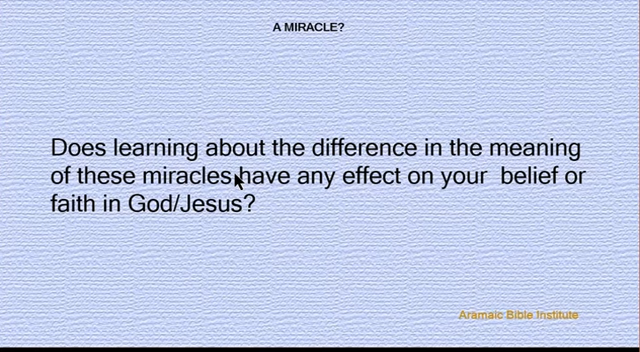 A MIRACLE?
Does learning about the difference in the meaning
of these miracles have any effect on your belief or
faith in God/Jesus?
Aramaic Bible Institute